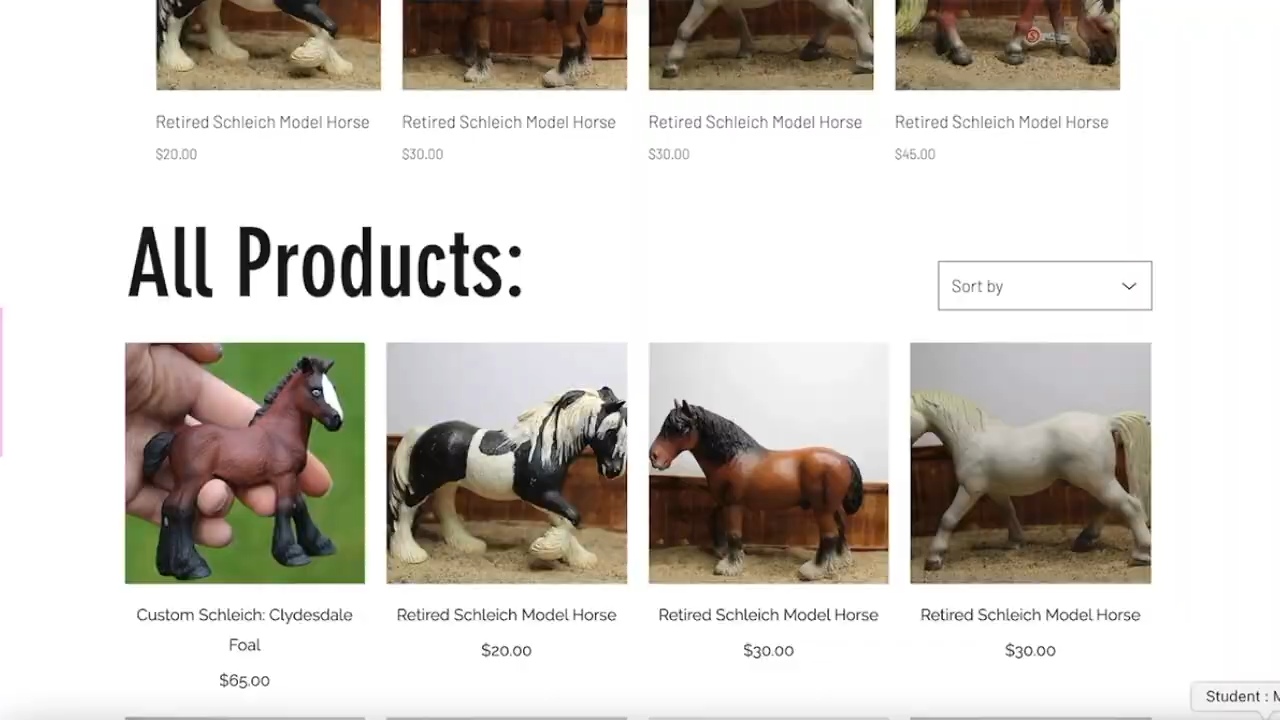 Retired Schleich Model Horse
$20.00
Retired Schleich Model Horse
$30.00
Retired Schleich Model Horse
$30.00
Retired Schleich Model Horse
$45.00
All Products:
Sort by
Custom Schleich: Clydesdale
Foal
$65.00
Retired Schleich Model Horse
$20.00
Retired Schleich Model Horse
$30.00
Retired Schleich Model Horse
$30.00
Student : M